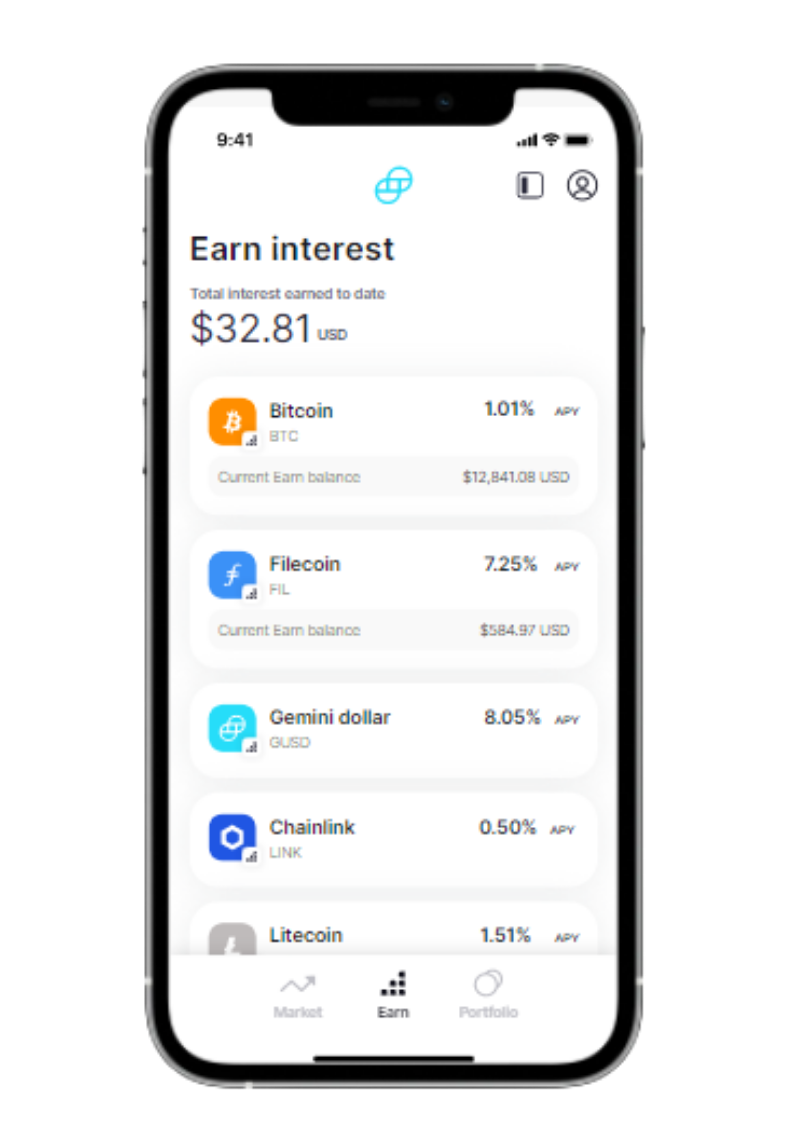 9:41
Earn interest
Total interest earned to date
$32.81 USD
Bitcoin 1.01% APY
BTC
Current Earn balance $12,841.08 USD
Filecoin 7.25% APY
FIL
Current Earn balance $584.97 USD
Gemini dollar 8.05% APY
GUSD
Chainlink 0.50% APY
LINK
Litecoin 1.51% APY
Market Earn Portfolio